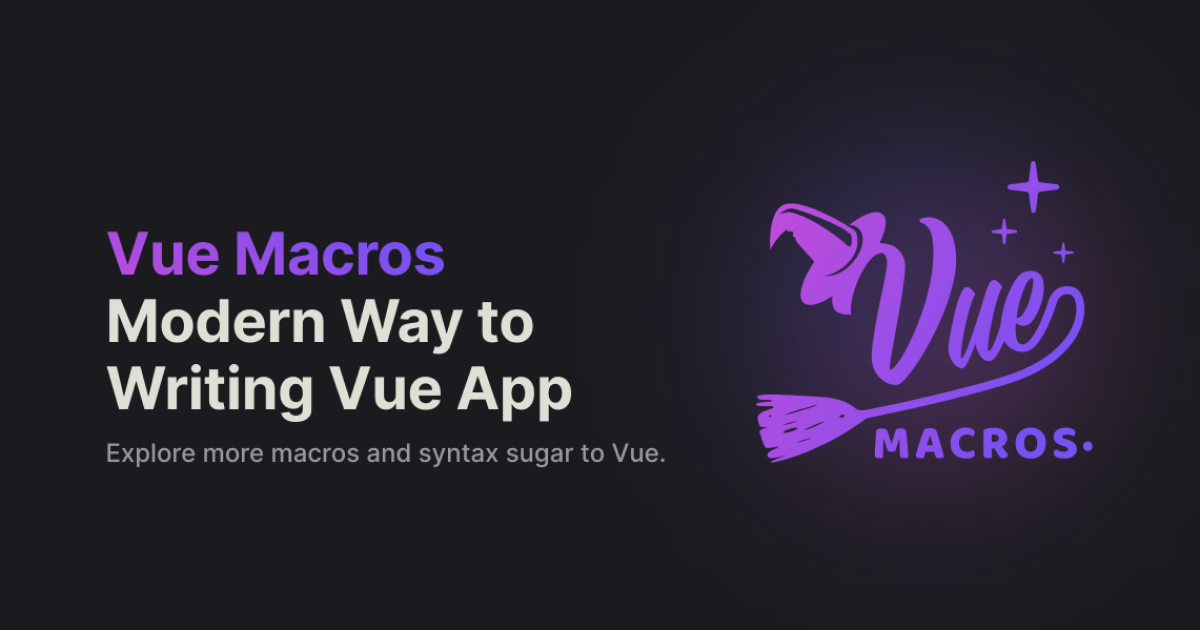 Vue Macros
Modern Way to
Writing Vue App
Explore more macros and syntax sugar to Vue.
Vue
MACROS·